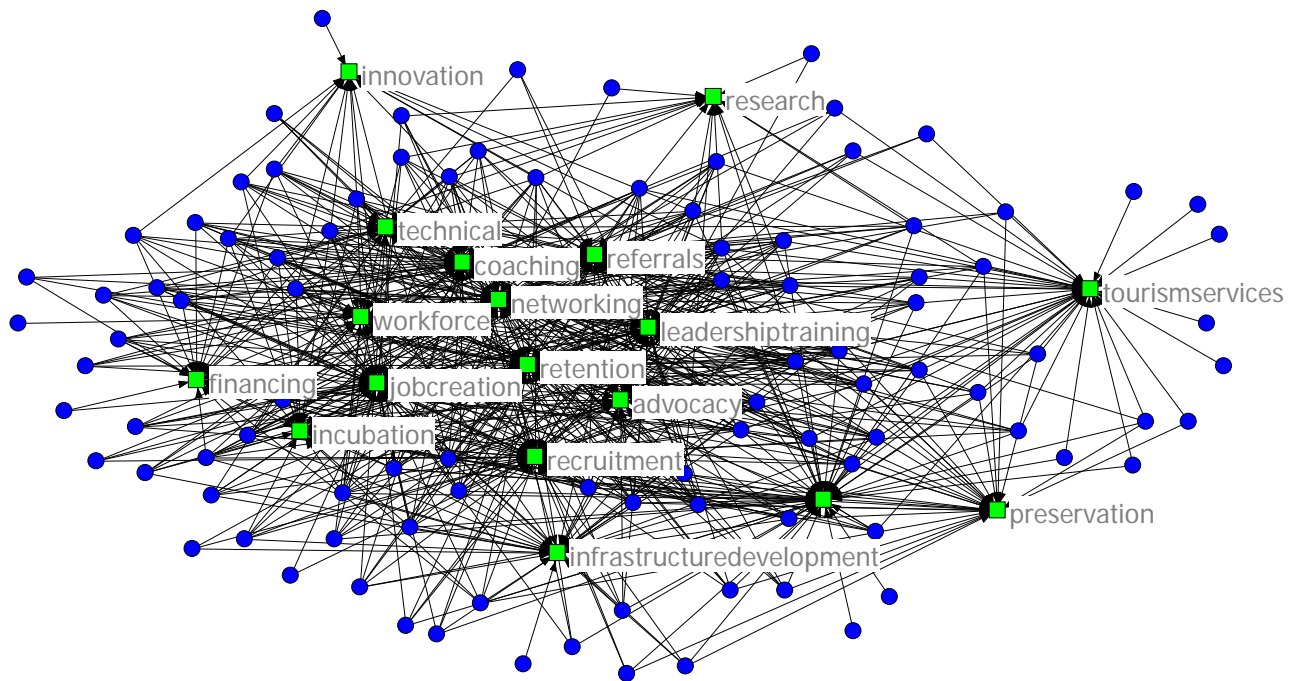 innovation
research
technical
referrals
coaching
tourismservices
networking
workforce
leadershiptraining
retention
financing
jobcreation
advocacy
incubation
recruitment
preservation
infrastructuredevelopment